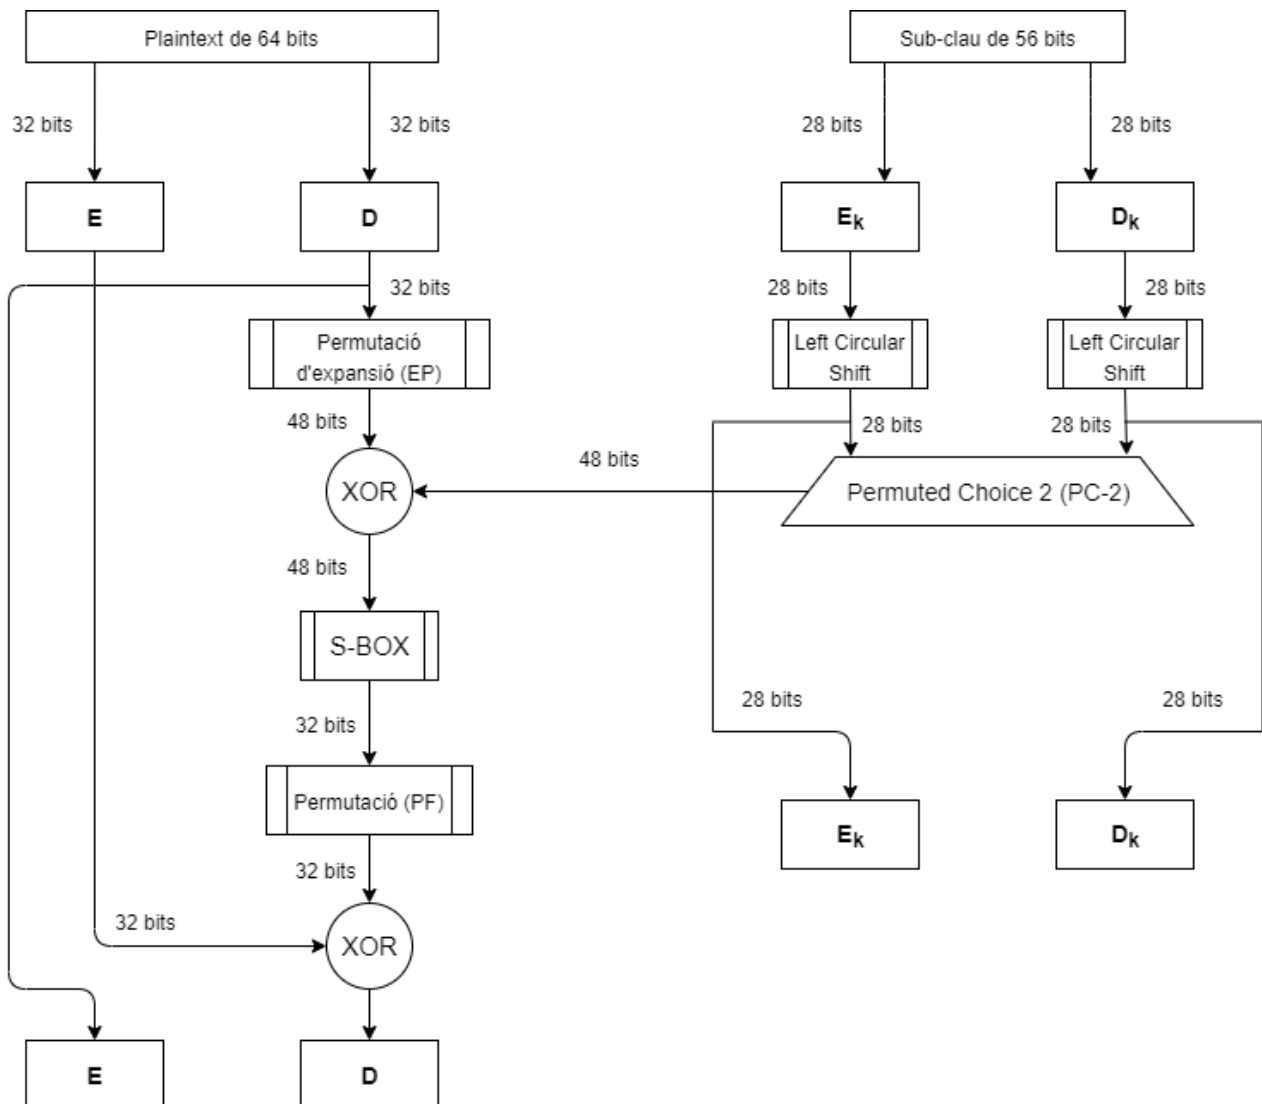 Plaintext de 64 bits
Sub-clau de 56 bits
32 bits
32 bits
28 bits
28 bits
E
D
Ek
Dk
32 bits
28 bits
28 bits
Permutació
d'expansió (EP)
Left Circular
Shift
Left Circular
Shift
48 bits
28 bits
28 bits
48 bits
XOR
Permuted Choice 2 (PC-2)
48 bits
S-BOX
32 bits
28 bits
28 bits
Permutació (PF)
Ek
Dk
32 bits
32 bits
XOR
E
D